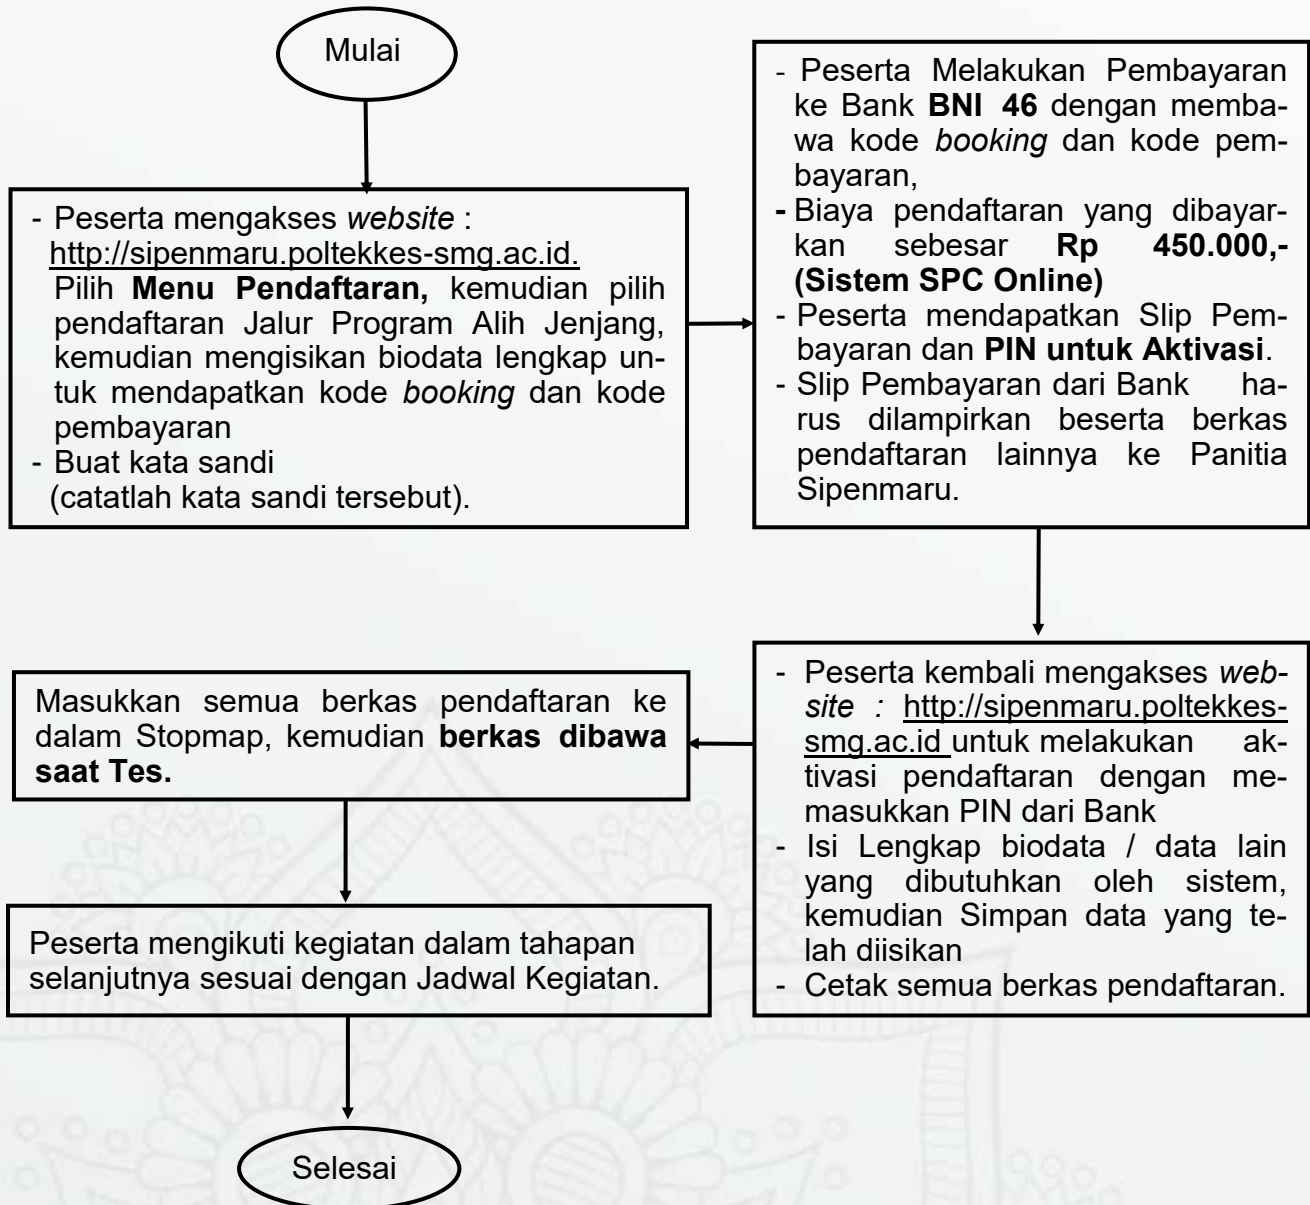 Mulai
- Peserta mengakses website :
http://sipenmaru.poltekkes-smg.ac.id.
Pilih Menu Pendaftaran, kemudian pilih
pendaftaran Jalur Program Alih Jenjang,
kemudian mengisikan biodata lengkap un-
tuk mendapatkan kode booking dan kode
pembayaran
- Buat kata sandi
(catatlah kata sandi tersebut).
- Peserta Melakukan Pembayaran
ke Bank BNI 46 dengan memba-
wa kode booking dan kode pem-
bayaran,
- Biaya pendaftaran yang dibayar-
kan sebesar Rp 450.000,-
(Sistem SPC Online)
- Peserta mendapatkan Slip Pem-
bayaran dan PIN untuk Aktivasi.
- Slip Pembayaran dari Bank ha-
rus dilampirkan beserta berkas
pendaftaran lainnya ke Panitia
Sipenmaru.
- Peserta kembali mengakses web-
site : http://sipenmaru.poltekkes-
smg.ac.id untuk melakukan ak-
tivasi pendaftaran dengan me-
masukkan PIN dari Bank
- Isi Lengkap biodata / data lain
yang dibutuhkan oleh sistem,
kemudian Simpan data yang te-
lah diisikan
- Cetak semua berkas pendaftaran.
Masukkan semua berkas pendaftaran ke
dalam Stopmap, kemudian berkas dibawa
saat Tes.
Peserta mengikuti kegiatan dalam tahapan
selanjutnya sesuai dengan Jadwal Kegiatan.
Selesai